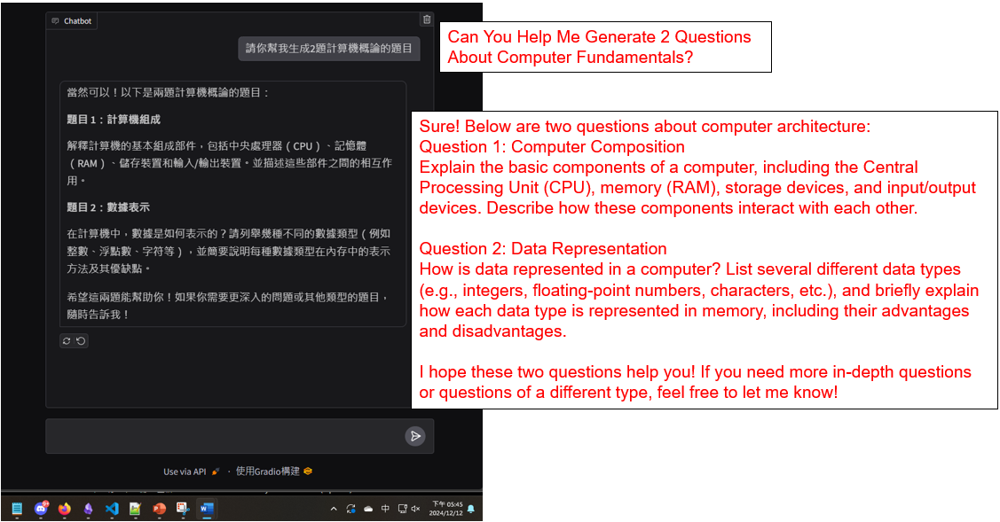 Chatbot
請你幫我生成2題計算機概論的題目
Can You Help Me Generate 2 Questions
About Computer Fundamentals?
當然可以！以下是兩題計算機概論的題目：
題目 1：計算機組成
解釋計算機的基本組成部件，包括中央處理器（CPU）、記憶體
（RAM）、儲存裝置和輸入/輸出裝置。並描述這些部件之間的相互作
用。
題目 2：數據表示
在計算機中，數據是如何表示的？請列舉幾種不同的數據類型（例如
整數、浮點數、字符等），並簡要說明每種數據類型在內存中的表示
方法及其優缺點。
希望這兩題能幫助你！如果你需要更深入的問題或其他類型的題目，
隨時告訴我！
Sure! Below are two questions about computer architecture:
Question 1: Computer Composition
Explain the basic components of a computer, including the Central
Processing Unit (CPU), memory (RAM), storage devices, and input/output
devices. Describe how these components interact with each other.
Question 2: Data Representation
How is data represented in a computer? List several different data types
(e.g., integers, floating-point numbers, characters, etc.), and briefly explain
how each data type is represented in memory, including their advantages
and disadvantages.
I hope these two questions help you! If you need more in-depth questions
or questions of a different type, feel free to let me know!
Use via API · 使用Gradio構建
中
下午 05:45
2024/12/12